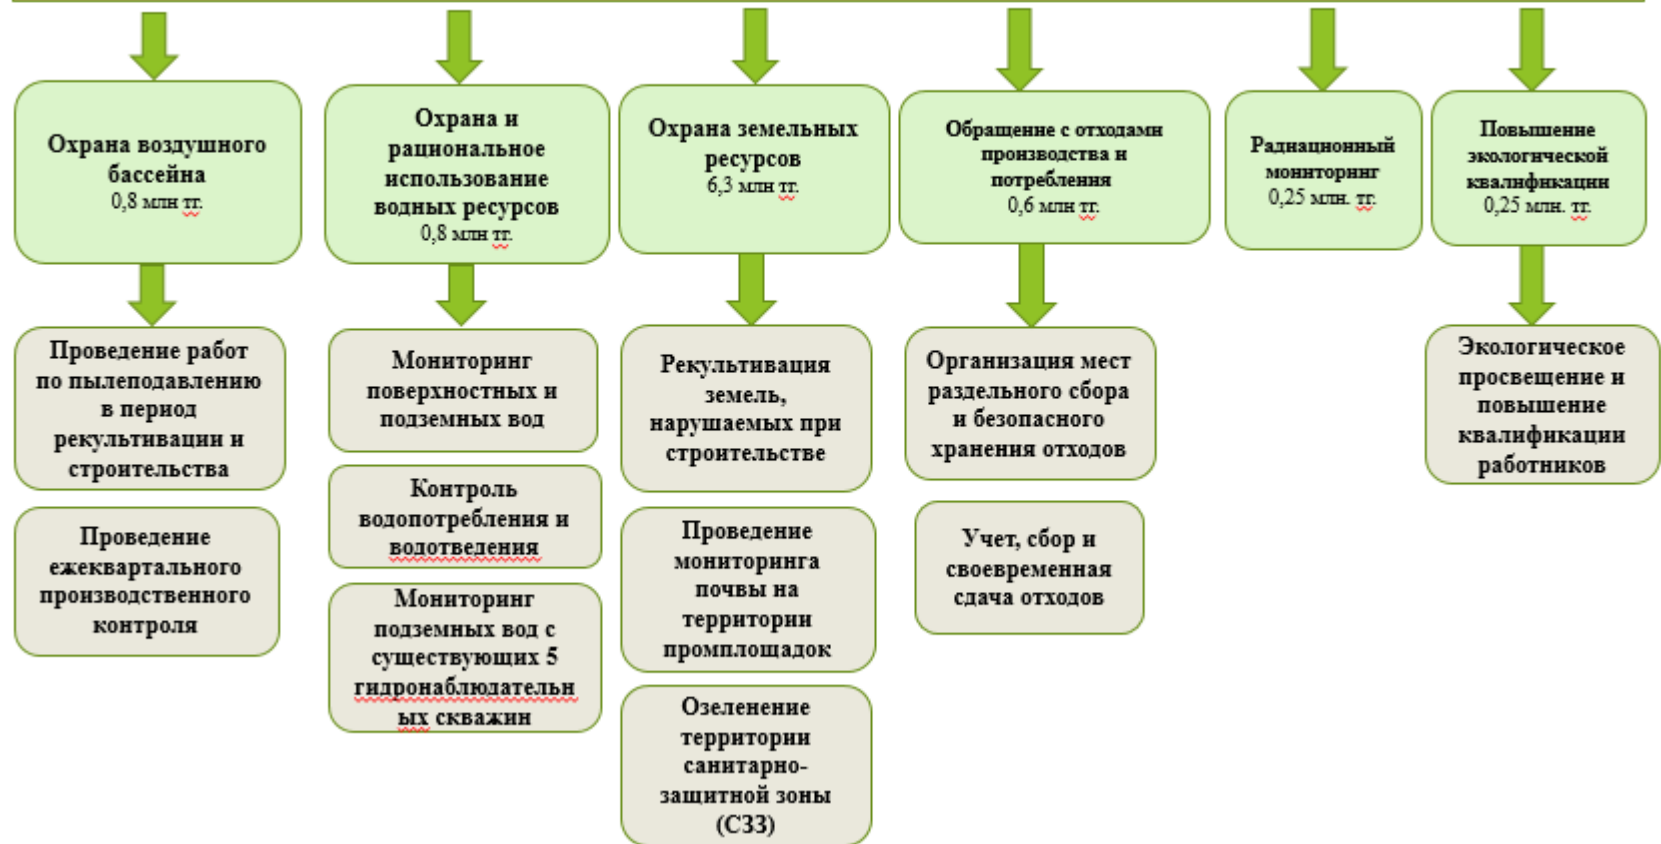 Охрана воздушного
бассейна
0,8 млн тг.
Охрана и
рациональное
использование
водных ресурсов
0,8 млн тг.
Охрана земельных
ресурсов
6,3 млн тг.
Обращение с отходами
производства и
потребления
0,6 млн тг.
Радиационный
мониторинг
0,25 млн. тг.
Повышение
экологической
квалификации
0,25 млн. тг.
Проведение работ
по пылеподавлению
в период
рекультивации и
строительства
Проведение
ежеквартального
производственного
контроля
Мониторинг
поверхностных и
подземных вод
Контроль
водопотребления и
водотведения
Мониторинг
подземных вод с
существующих 5
гидронаблюдательн
ых скважин
Рекультивация
земель,
нарушаемых при
строительстве
Проведение
мониторинга
почвы на
территории
промплощадок
Озеленение
территории
санитарно-
защитной зоны
(СЗЗ)
Организация мест
раздельного сбора
и безопасного
хранения отходов
Учет, сбор и
своевременная
сдача отходов
Экологическое
просвещение и
повышение
квалификации
работников